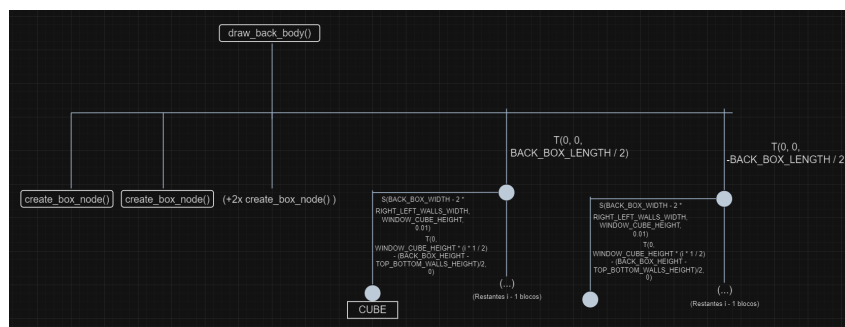 draw_back_body()
T(0, 0,
BACK_BOX_LENGTH / 2)
T(0, 0,
-BACK_BOX_LENGTH / 2
create_box_node()
create_box_node()
(+2x create_box_node() )
S(BACK_BOX_WIDTH - 2 *
RIGHT_LEFT_WALLS_WIDTH,
WINDOW_CUBE_HEIGHT,
0.01)
T(0,
WINDOW_CUBE_HEIGHT * (i * 1 / 2)
- (BACK_BOX_HEIGHT -
TOP_BOTTOM_WALLS_HEIGHT)/2,
0)
S(BACK_BOX_WIDTH - 2 *
RIGHT_LEFT_WALLS_WIDTH,
WINDOW_CUBE_HEIGHT,
0.01)
T(0,
WINDOW_CUBE_HEIGHT * (i * 1 / 2)
- (BACK_BOX_HEIGHT -
TOP_BOTTOM_WALLS_HEIGHT)/2,
0)
(...)
(Restantes i - 1 blocos)
(...)
(Restantes i - 1 blocos)
CUBE